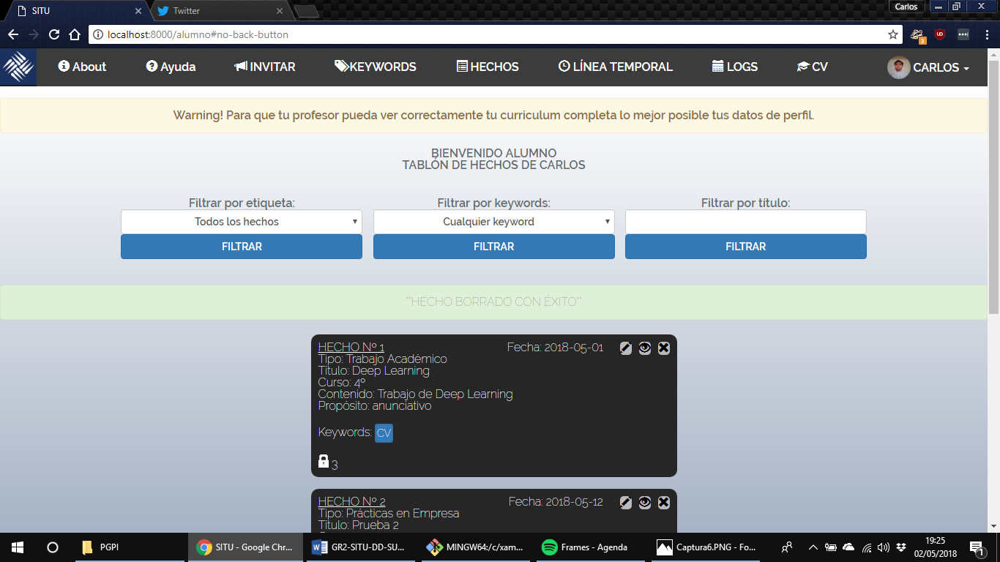 SITU
Twitter
Carlos
localhost:8000/alumno#no-back-button
3
UD
About
Ayuda
INVITAR
KEYWORDS
HECHOS
LÍNEA TEMPORAL
LOGS
CV
CARLOS
Warning! Para que tu profesor pueda ver correctamente tu curriculum completa lo mejor posible tus datos de perfil.
BIENVENIDO ALUMNO
TABLÓN DE HECHOS DE CARLOS
Filtrar por etiqueta:
Filtrar por keywords:
Filtrar por título:
Todos los hechos
Cualquier keyword
FILTRAR
FILTRAR
FILTRAR
**HECHO BORRADO CON ÉXITO**
HECHO Nº 1
Fecha: 2018-05-01
Tipo: Trabajo Académico
Título: Deep Learning
Curso: 4º
Contenido: Trabajo de Deep Learning
Propósito: anunciativo
Keywords: CV
3
HECHO Nº 2
Fecha: 2018-05-12
Tipo: Prácticas en Empresa
Título: Prueba 2
PGPI
SITU - Google Chr...
GR2-SITU-DD-SU...
MINGW64:/c/xam...
Frames - Agenda
Captura6.PNG - Fo...
19:25
02/05/2018
1